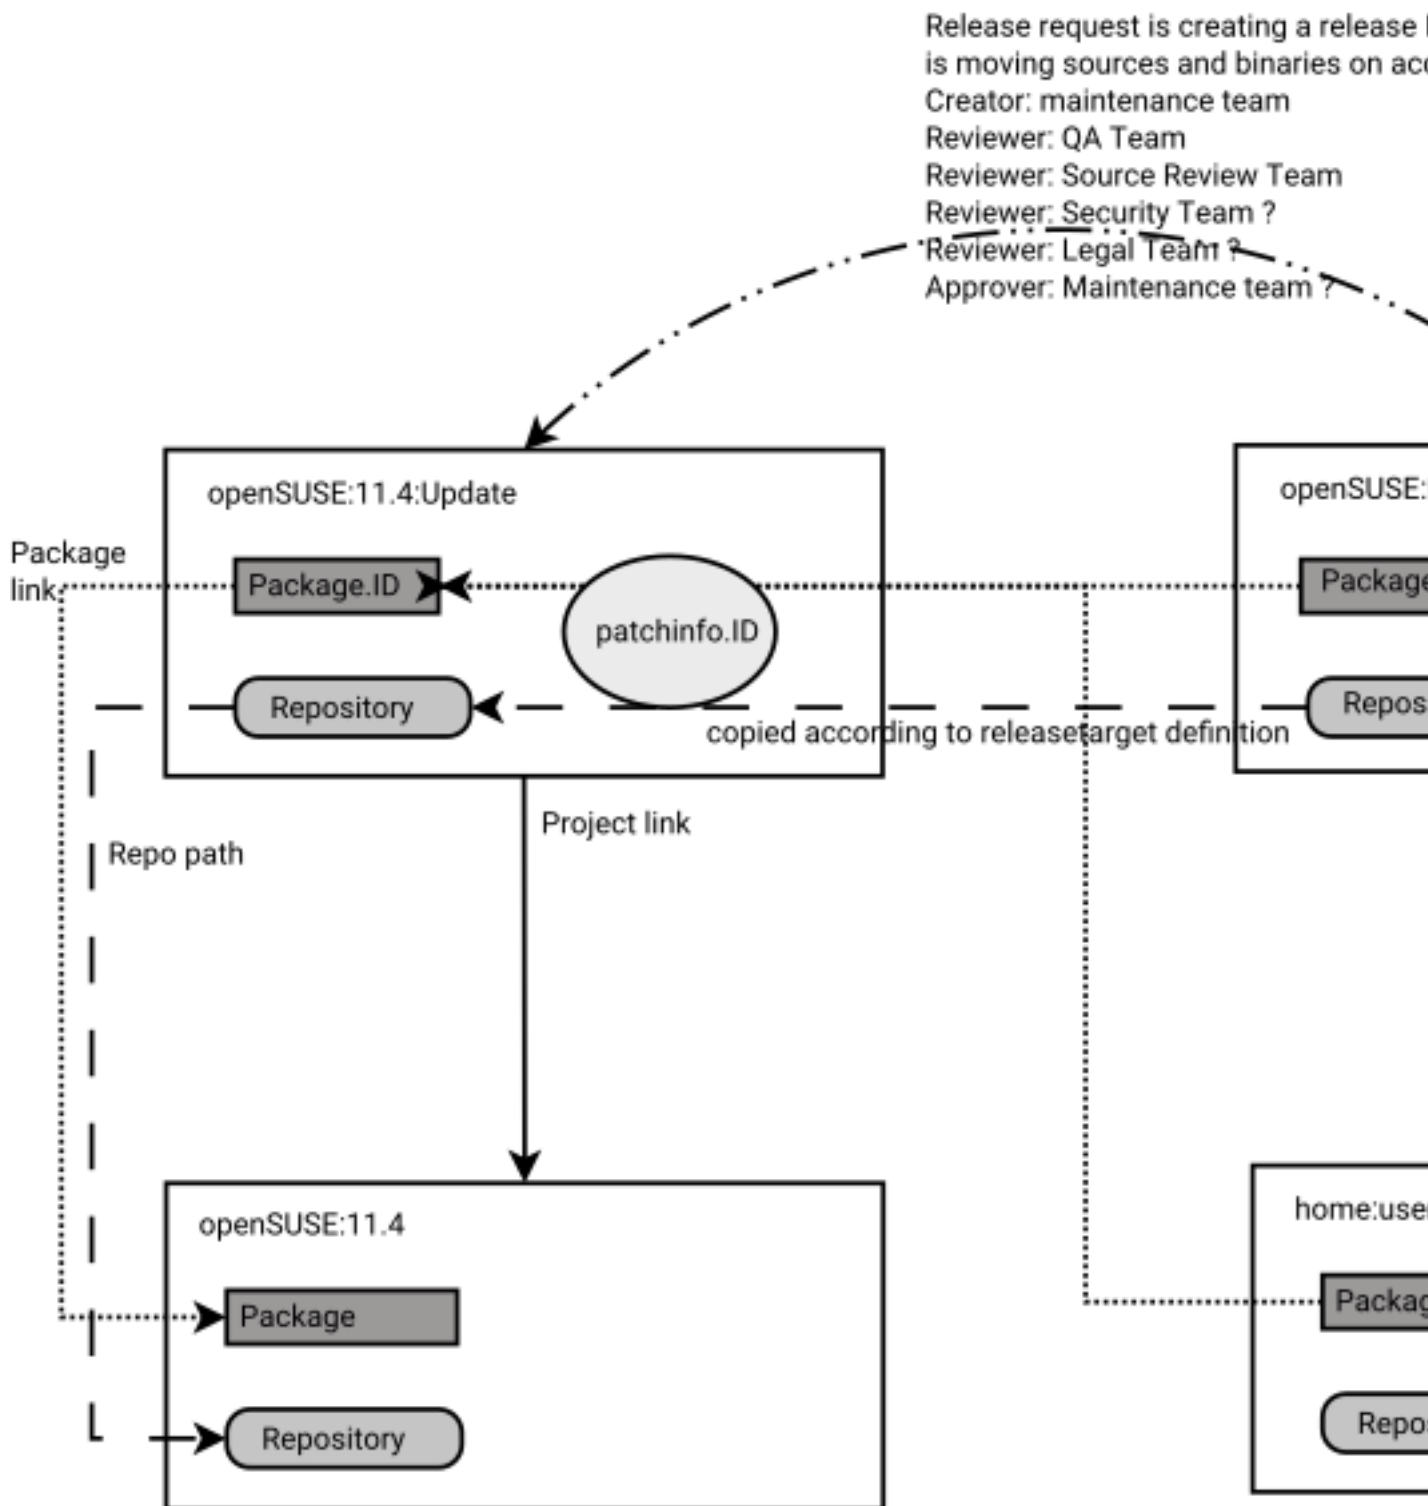 Release request is creating a release
is moving sources and binaries on
Creator: maintenance team
Reviewer: QA Team
Reviewer: Source Review Team
Reviewer: Security Team ?
Reviewer: Legal Team ?
Approver: Maintenance team ?
openSUSE:11.4:Update
openSUSE:
Package
link
Package.ID
Package
patchinfo.ID
Repository
Repos
copied according to releasetarget definition
Project link
Repo path
openSUSE:11.4
home:user
Package
Packag
Repository
Repos